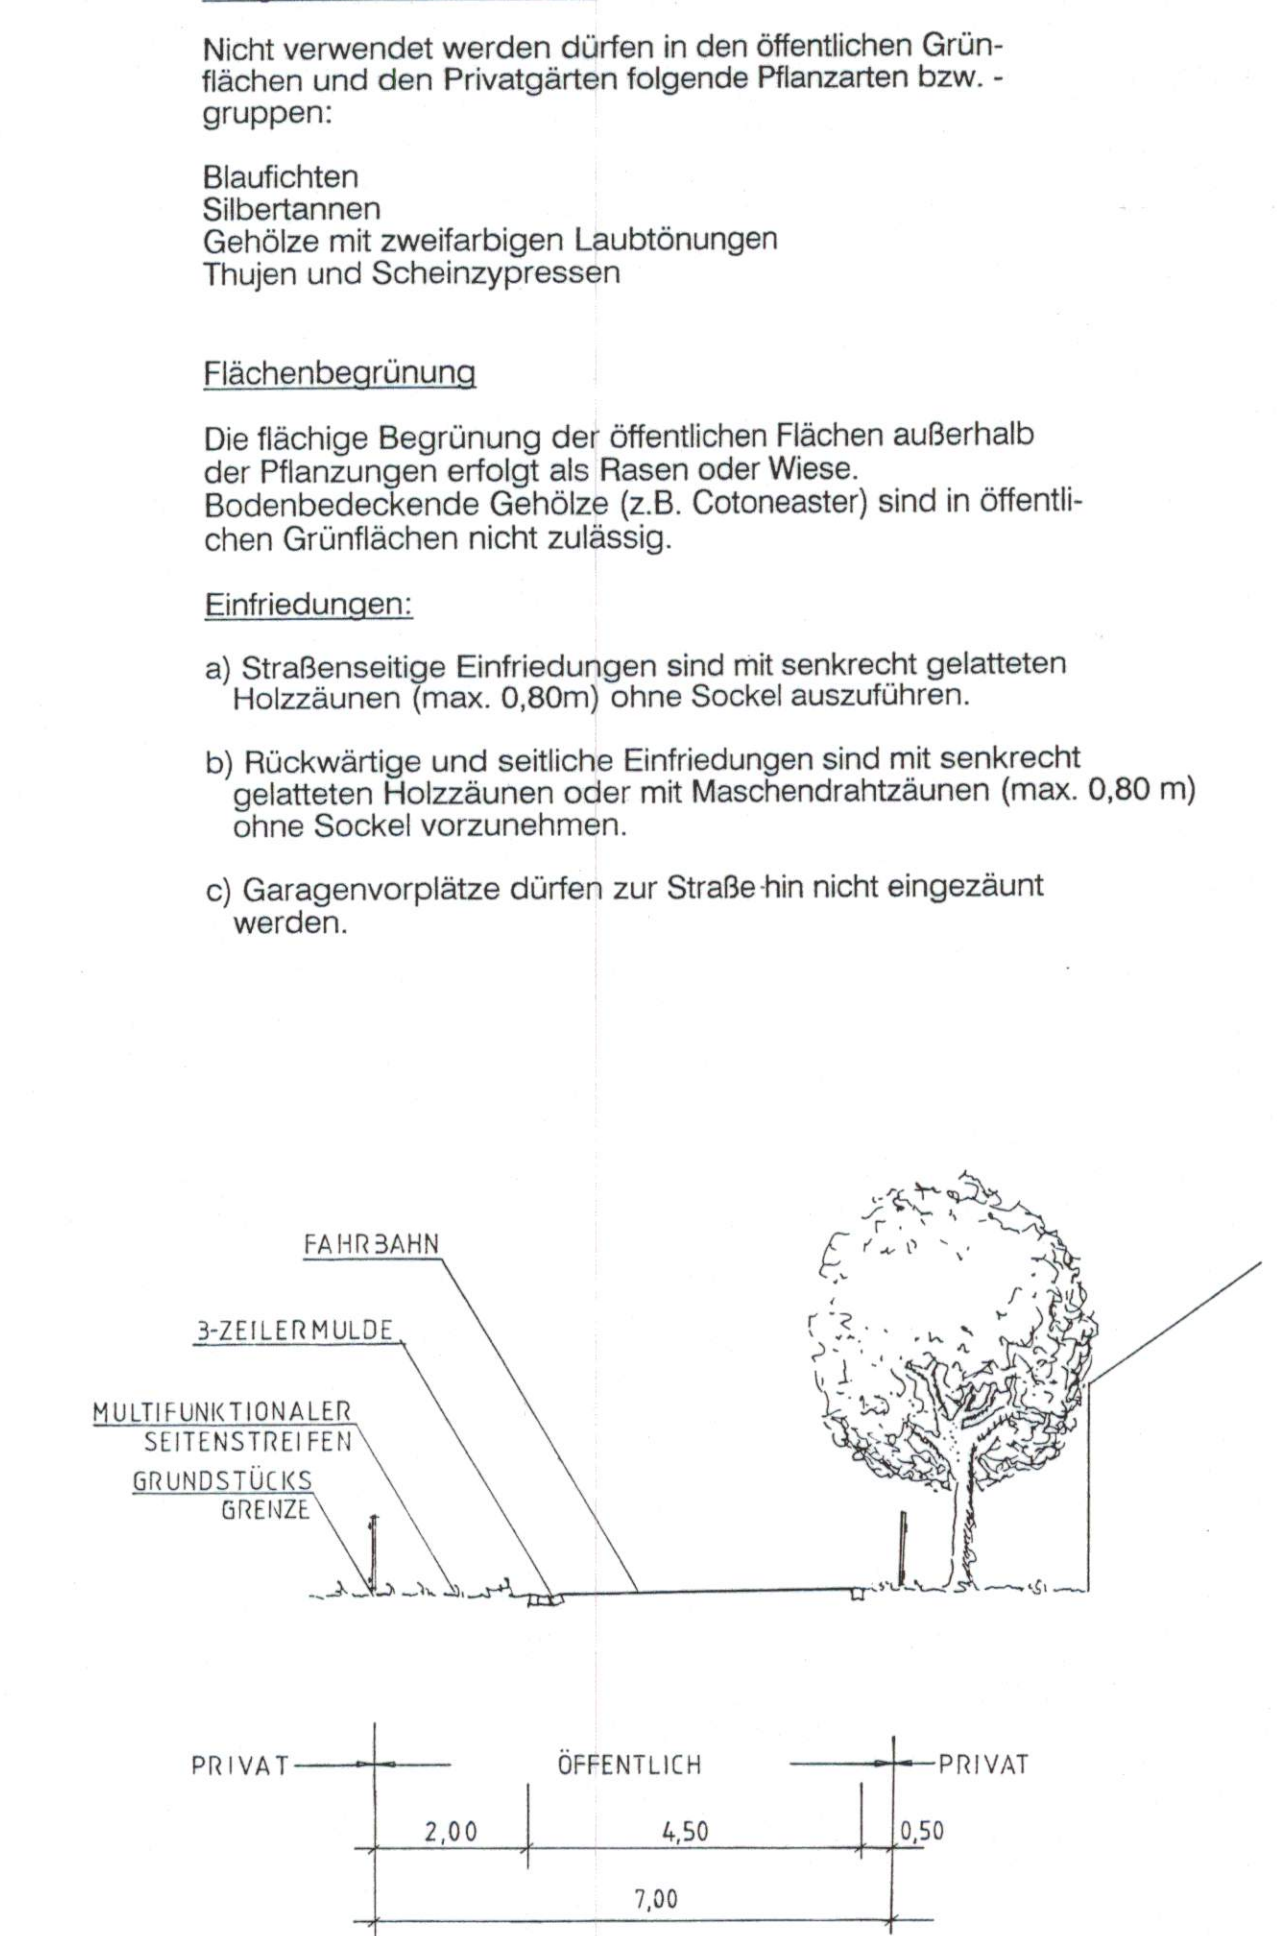 Nicht verwendet werden dürfen in den öffentlichen Grün-
flächen und den Privatgärten folgende Pflanzarten bzw. -
gruppen:
Blaufichten
Silbertannen
Gehölze mit zweifarbigen Laubtönungen
Thujen und Scheinzypressen
Flächenbegrünung
Die flächige Begrünung der öffentlichen Flächen außerhalb
der Pflanzungen erfolgt als Rasen oder Wiese.
Bodenbedeckende Gehölze (z.B. Cotoneaster) sind in öffentli-
chen Grünflächen nicht zulässig.
Einfriedungen:
a) Straßenseitige Einfriedungen sind mit senkrecht gelatteten
Holzzäunen (max. 0,80m) ohne Sockel auszuführen.
b) Rückwärtige und seitliche Einfriedungen sind mit senkrecht
gelatteten Holzzäunen oder mit Maschendrahtzäunen (max. 0,80 m)
ohne Sockel vorzunehmen.
c) Garagenvorplätze dürfen zur Straße hin nicht eingezäunt
werden.
FAHRBAHN
3-ZEILERMULDE
MULTIFUNKTIONALER
SEITENSTREIFEN
GRUNDSTÜCKS
GRENZE
PRIVAT ÖFFENTLICH PRIVAT
2,00 4,50 0,50
7,00